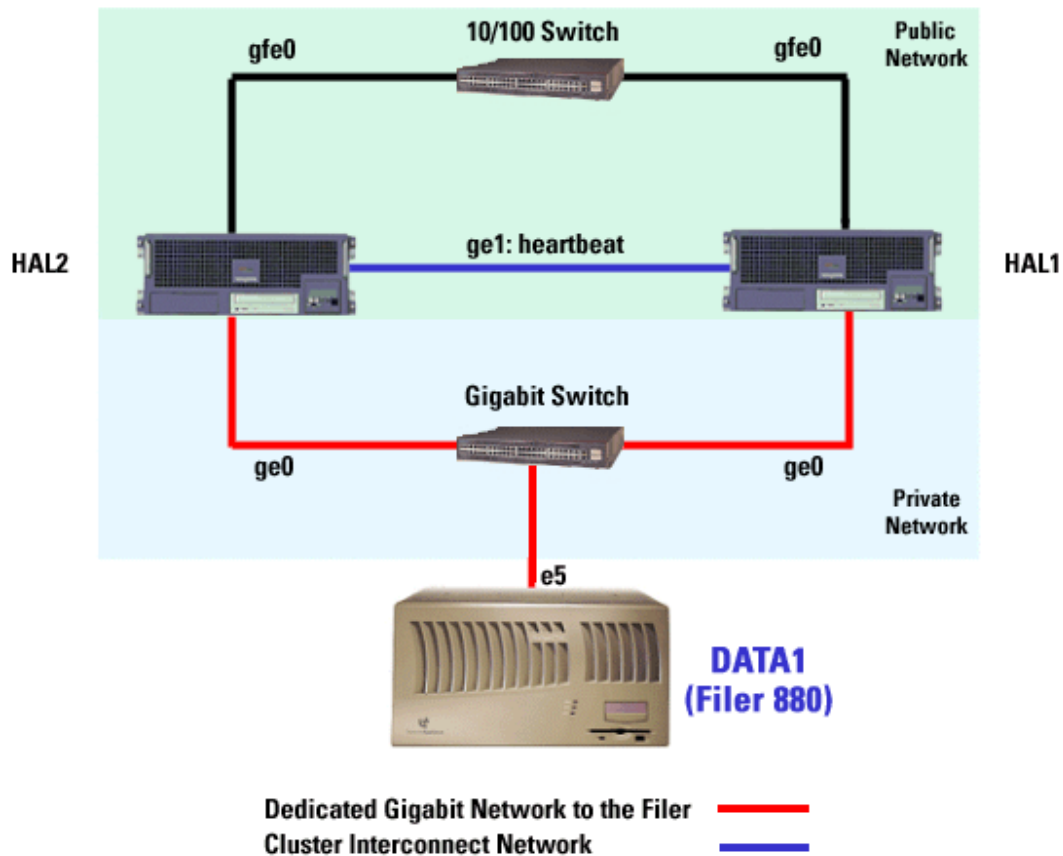 10/100 Switch
Public
Network
gfe0
gfe0
HAL2
ge1: heartbeat
HAL1
Gigabit Switch
ge0
ge0
Private
Network
e5
DATA1
(Filer 880)
Dedicated Gigabit Network to the Filer
Cluster Interconnect Network